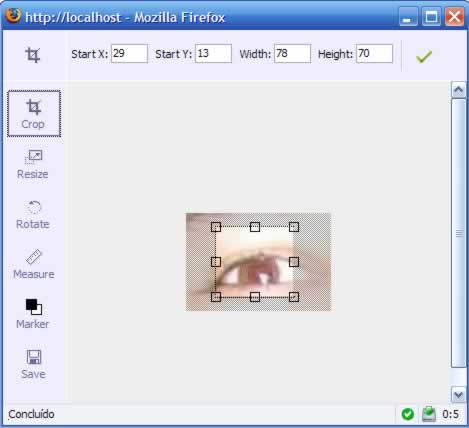 http://localhost - Mozilla Firefox
Start X: 29 Start Y: 13 Width: 78 Height: 70
Crop
Resize
Rotate
Measure
Marker
Save
Concluído 0:5